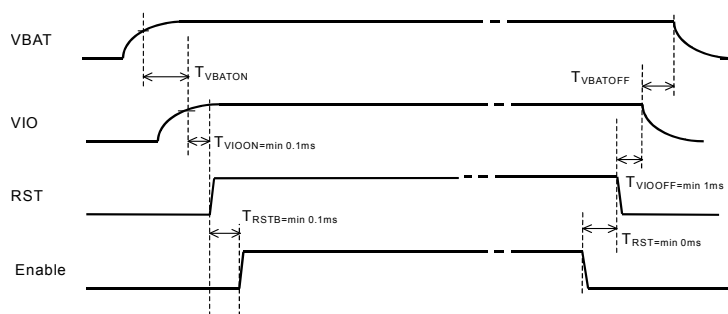 VBAT
TVBATON
TVBATOFF
VIO
TVIOON=min 0.1ms
TVIOOFF=min 1ms
RST
TRSTB=min 0.1ms
TRST=min 0ms
Enable